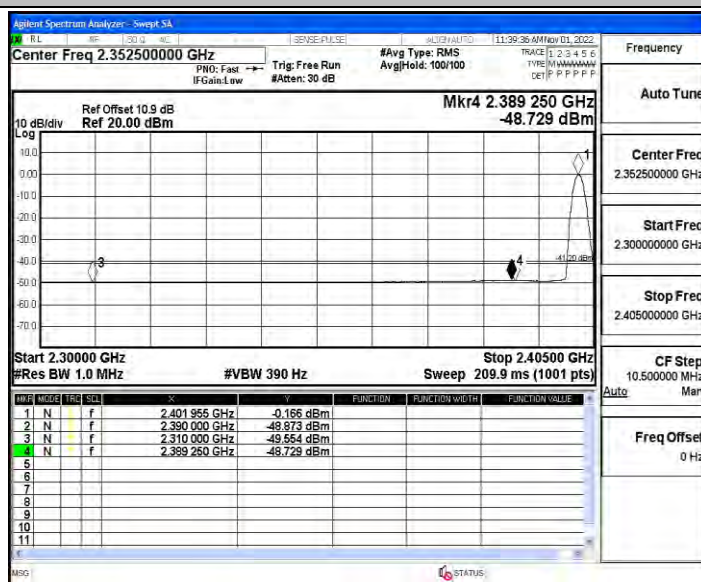 Agilent Spectrum Analyzer - Swept SA
RL RF 50 Ω AC SENSE:PULSE ALIGN AUTO 11:39:36 AM Nov 01, 2022
Center Freq 2.352500000 GHz
PNO: Fast
IFGain:Low
Trig: Free Run
#Atten: 30 dB
#Avg Type: RMS
Avg|Hold: 100/100
TRACE 1 2 3 4 5 6
TYPE M W W W W W
DET P P P P P P
Ref Offset 10.9 dB
10 dB/div Ref 20.00 dBm
Log
Mkr4 2.389 250 GHz
-48.729 dBm
10.0
0.00
-10.0
-20.0
-30.0
-40.0
-50.0
-60.0
-70.0
1
3
4
-41.20 dBm
Start 2.30000 GHz Stop 2.40500 GHz
#Res BW 1.0 MHz #VBW 390 Hz Sweep 209.9 ms (1001 pts)
MKR MODE TRC SCL X Y FUNCTION FUNCTION WIDTH FUNCTION VALUE
1 N f 2.401 955 GHz -0.166 dBm
2 N f 2.390 000 GHz -48.873 dBm
3 N f 2.310 000 GHz -49.554 dBm
4 N f 2.389 250 GHz -48.729 dBm
5
6
7
8
9
10
11
MSG STATUS
Frequency
Auto Tune
Center Freq
2.352500000 GHz
Start Freq
2.300000000 GHz
Stop Freq
2.405000000 GHz
CF Step
10.500000 MHz
Auto Man
Freq Offset
0 Hz